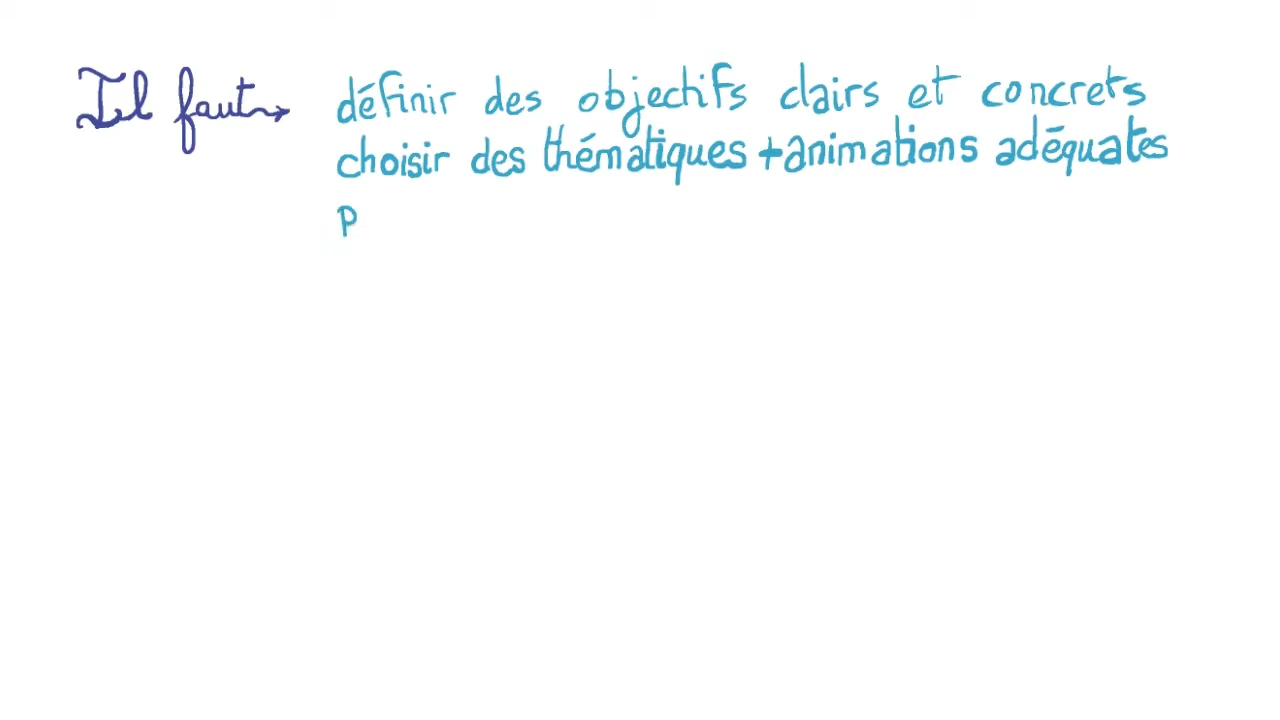 Il faut → définir des objectifs clairs et concrets
choisir des thématiques + animations adéquates
p